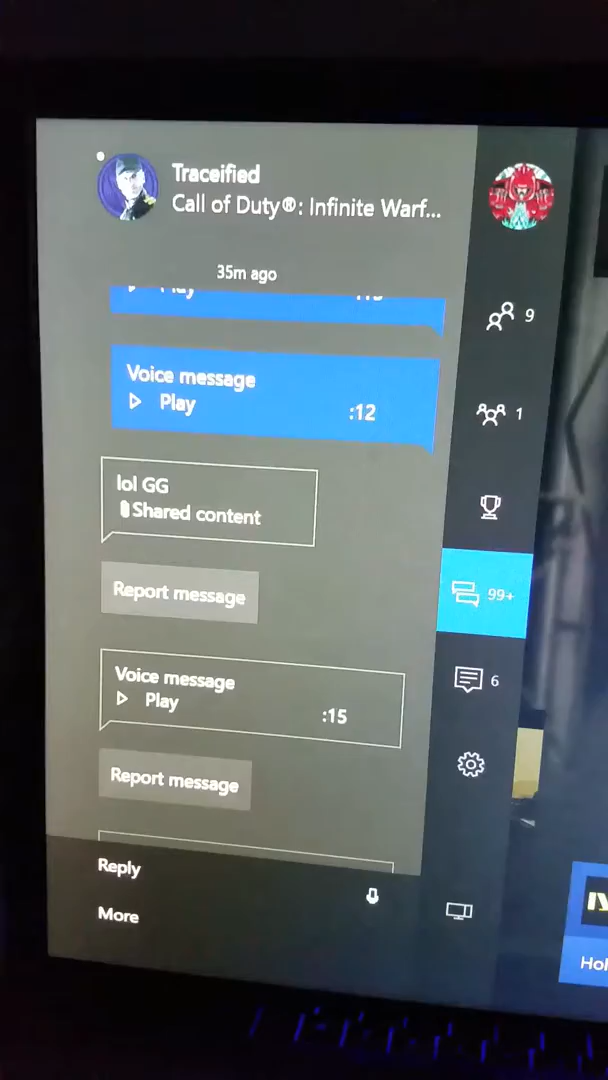 Traceified
Call of Duty®: Infinite Warf...
9
35m ago
Play
Voice message
Play :12
1
lol GG
Shared content
Report message
99+
Voice message
Play :15
6
Report message
Reply
More